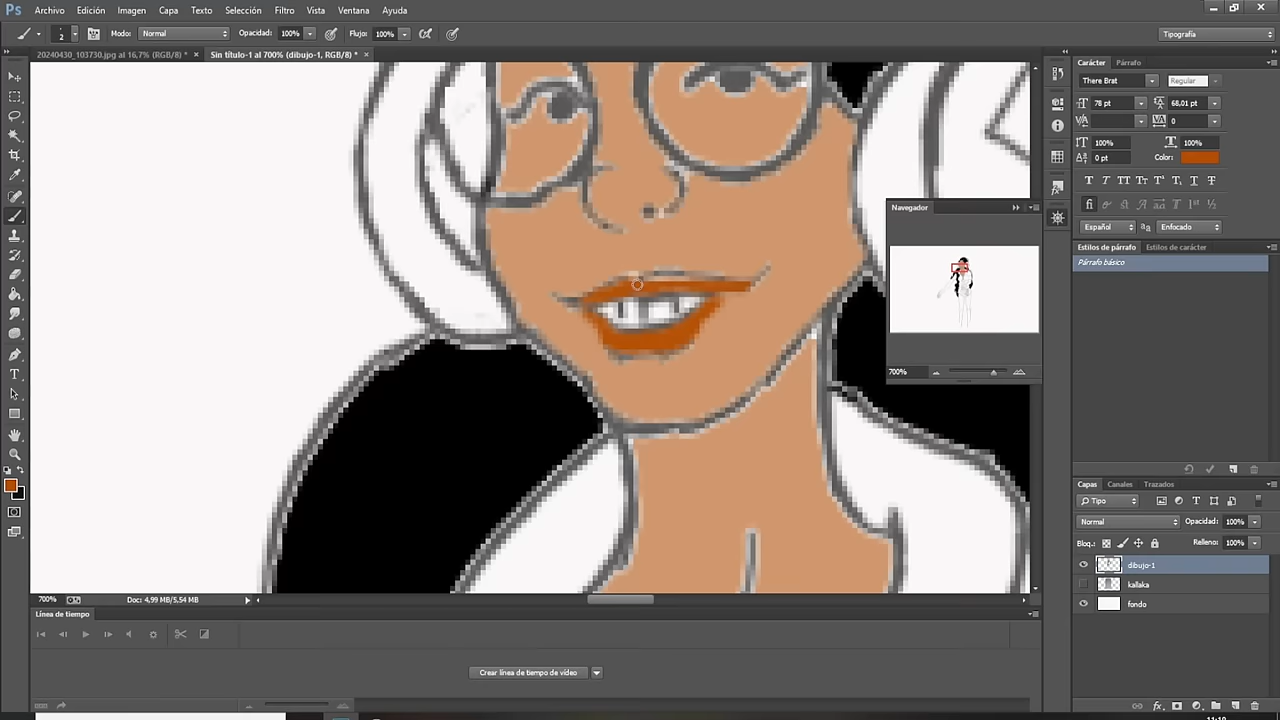 Ps Archivo Edición Imagen Capa Texto Selección Filtro Vista Ventana Ayuda
2 Modo: Normal Opacidad: 100% Flujo: 100% Tipografía
20240430_103730.jpg al 16,7% (RGB/8) * × Sin título-1 al 700% (dibujo-1, RGB/8) * ×
Carácter Párrafo
There Brat Regular
78 pt 68,01 pt
0
100% 100%
0 pt Color:
Español Enfocado
Navegador
Estilos de párrafo Estilos de carácter
Párrafo básico
700%
Capas Canales Trazados
Tipo
Normal Opacidad: 100%
Bloq.: Relleno: 100%
dibujo-1
kallaka
fondo
700% Doc: 4,99 MB/5,54 MB
Línea de tiempo
Crear línea de tiempo de vídeo